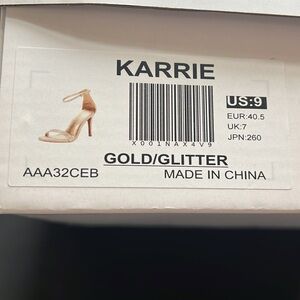 KARRIE
US:9
EUR:40.5
UK:7
JPN:260
X001NAX4V9
GOLD/GLITTER
AAA32CEB
MADE IN CHINA